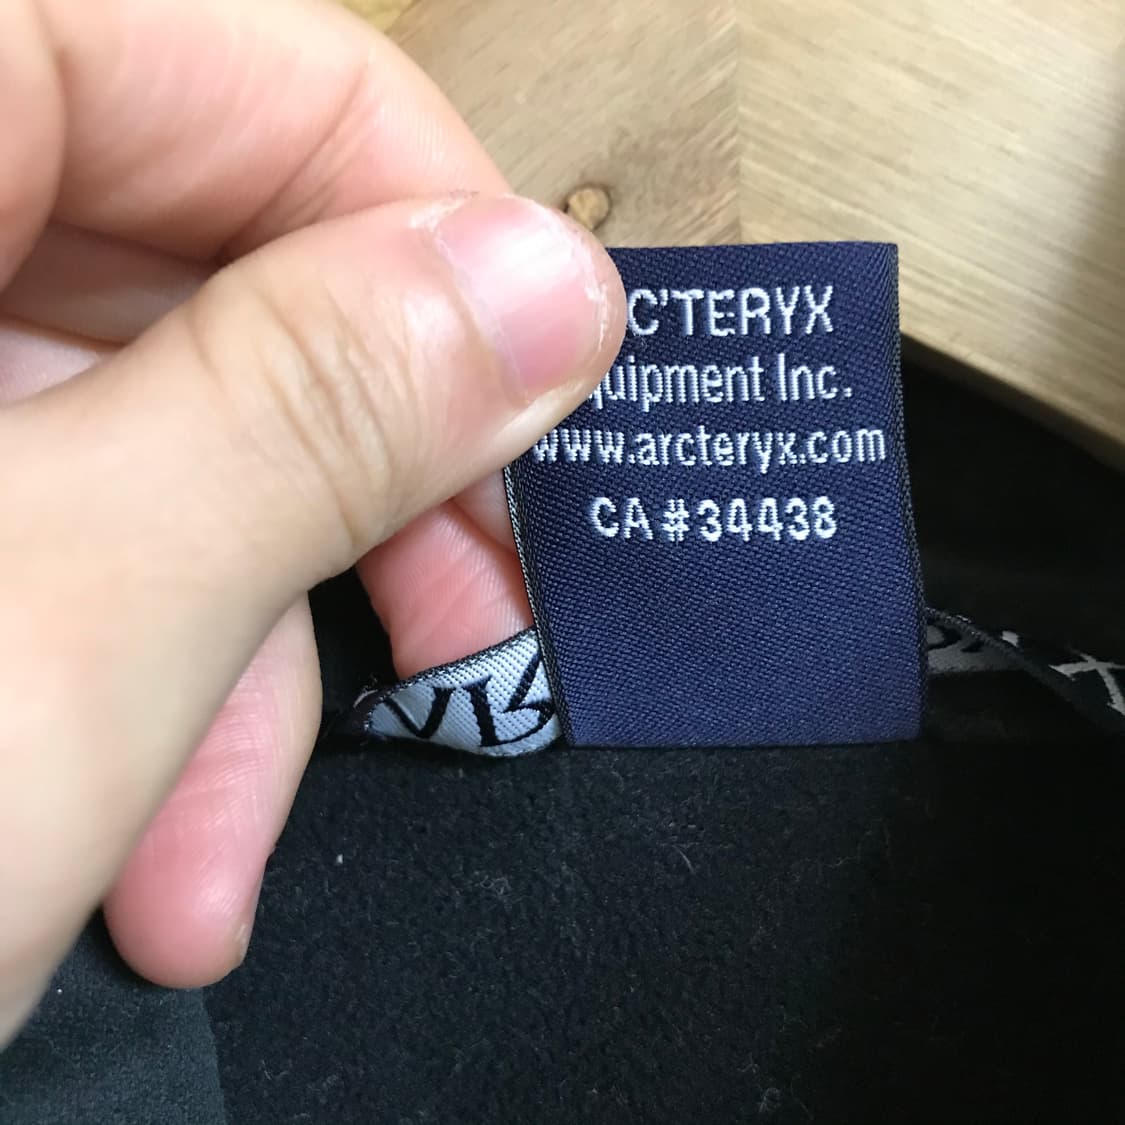 C'TERYX
quipment Inc.
www.arcteryx.com
CA #34438